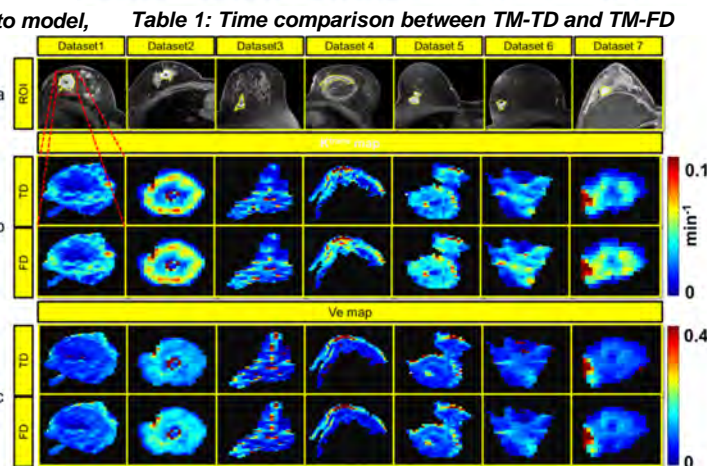 to model,
Table 1: Time comparison between TM-TD and TM-FD
Dataset1 Dataset2 Dataset3 Dataset 4 Dataset 5 Dataset 6 Dataset 7
a
ROI
map
TD
FD
0.1
min-1
0
Ve map
TD
FD
0.4
0